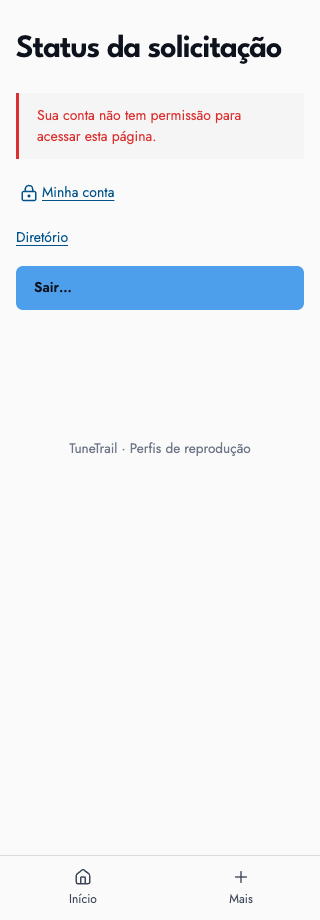 Status da solicitação
Sua conta não tem permissão para
acessar esta página.
Minha conta
Diretório
Sair...
TuneTrail · Perfis de reprodução
Início
Mais